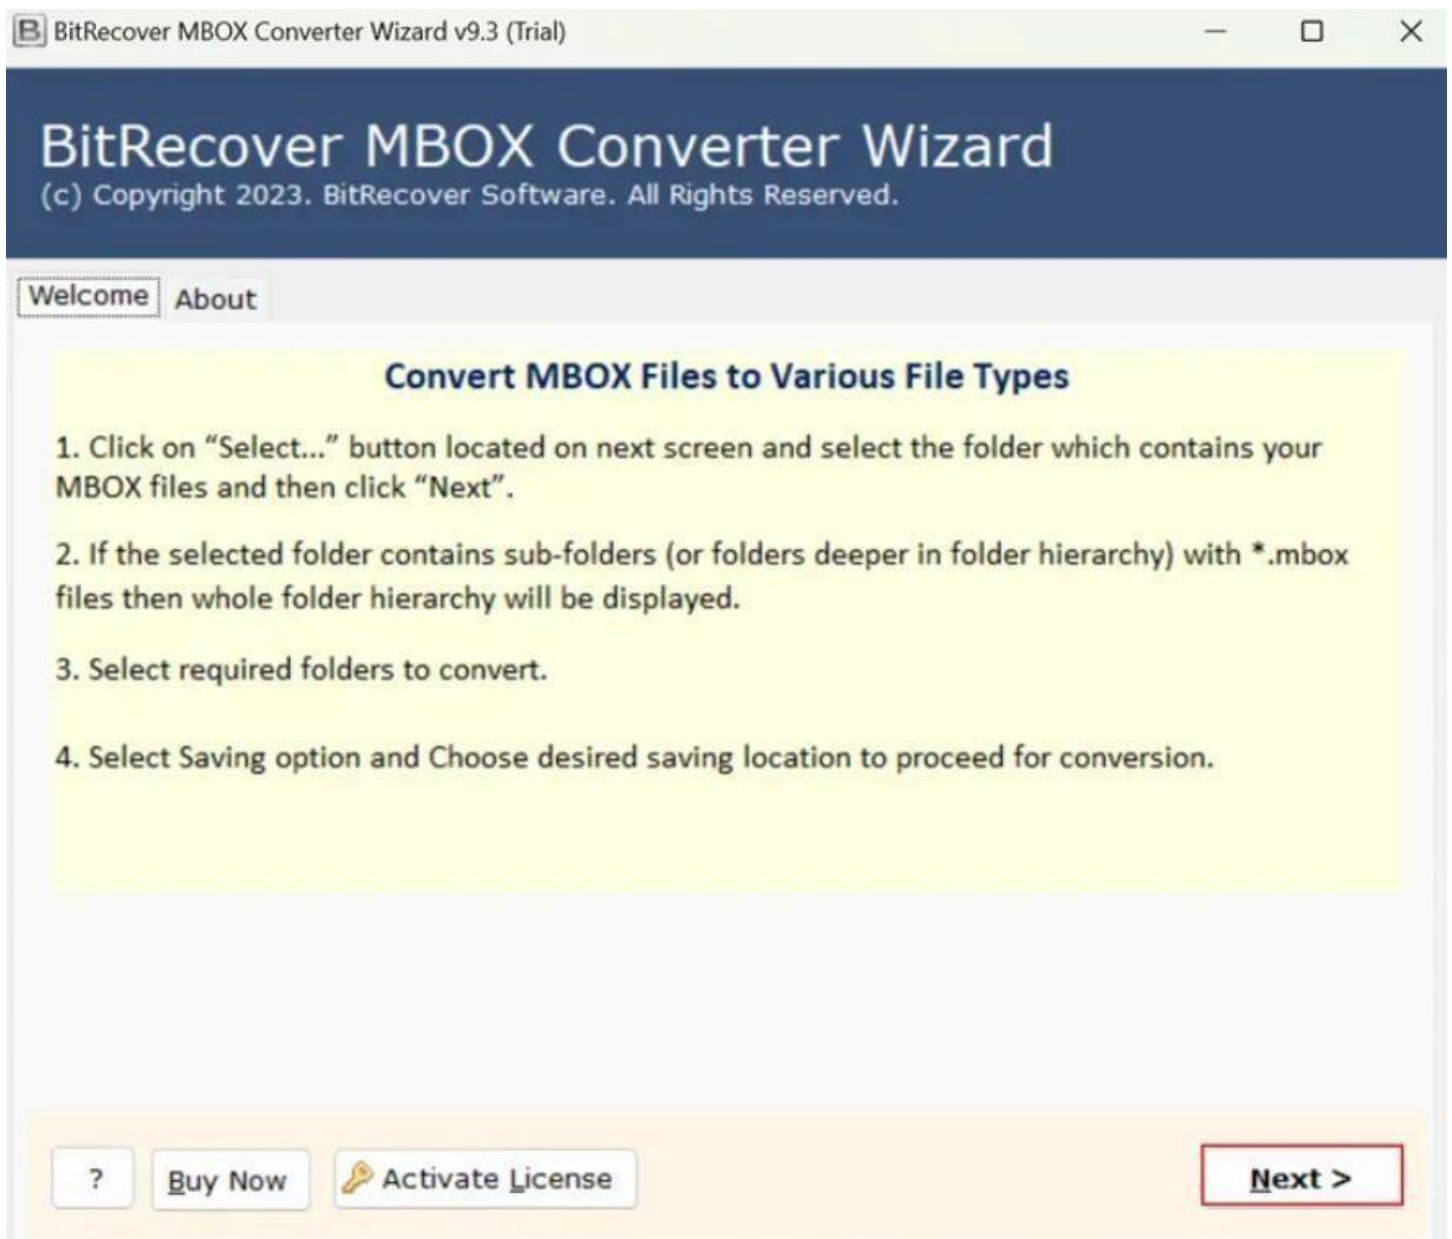 BitRecover MBOX Converter Wizard v9.3 (Trial)
BitRecover MBOX Converter Wizard
(c) Copyright 2023. BitRecover Software. All Rights Reserved.
Welcome About
Convert MBOX Files to Various File Types
1. Click on “Select...” button located on next screen and select the folder which contains your
MBOX files and then click “Next”.
2. If the selected folder contains sub-folders (or folders deeper in folder hierarchy) with *.mbox
files then whole folder hierarchy will be displayed.
3. Select required folders to convert.
4. Select Saving option and Choose desired saving location to proceed for conversion.
? Buy Now Activate License Next >